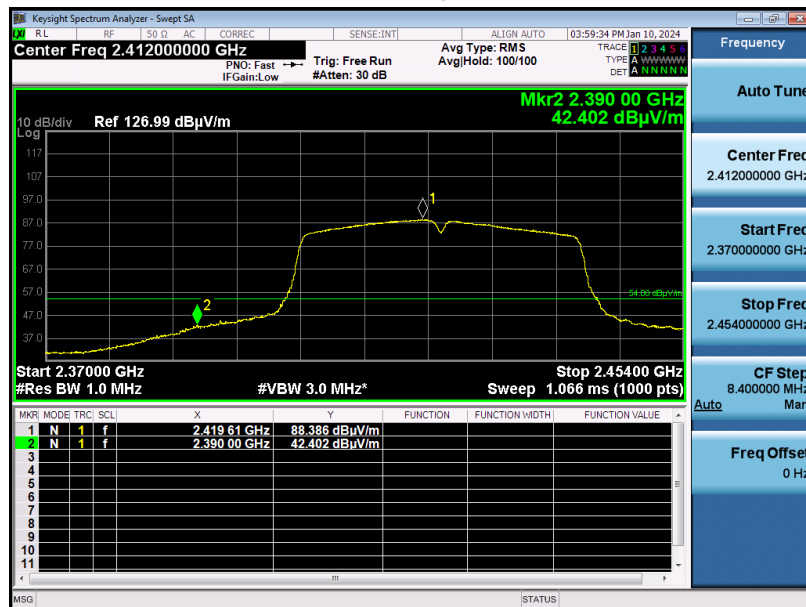 Keysight Spectrum Analyzer - Swept SA
LXI RL RF 50 Ω AC CORREC SENSE:INT ALIGN AUTO 03:59:34 PM Jan 10, 2024
Center Freq 2.412000000 GHz
PNO: Fast
IFGain:Low
Trig: Free Run
#Atten: 30 dB
Avg Type: RMS
Avg|Hold: 100/100
TRACE 1 2 3 4 5 6
TYPE A WWWWW
DET A N N N N N
Mkr2 2.390 00 GHz
42.402 dBµV/m
10 dB/div
Log
Ref 126.99 dBµV/m
117
107
97.0
87.0
77.0
67.0
57.0
47.0
37.0
1
2
54.00 dBµV/m
Start 2.37000 GHz Stop 2.45400 GHz
#Res BW 1.0 MHz #VBW 3.0 MHz* Sweep 1.066 ms (1000 pts)
MKR MODE TRC SCL X Y FUNCTION FUNCTION WIDTH FUNCTION VALUE
1 N 1 f 2.419 61 GHz 88.386 dBµV/m
2 N 1 f 2.390 00 GHz 42.402 dBµV/m
3
4
5
6
7
8
9
10
11
MSG STATUS
Frequency
Auto Tune
Center Freq
2.412000000 GHz
Start Freq
2.370000000 GHz
Stop Freq
2.454000000 GHz
CF Step
8.400000 MHz
Auto Man
Freq Offset
0 Hz